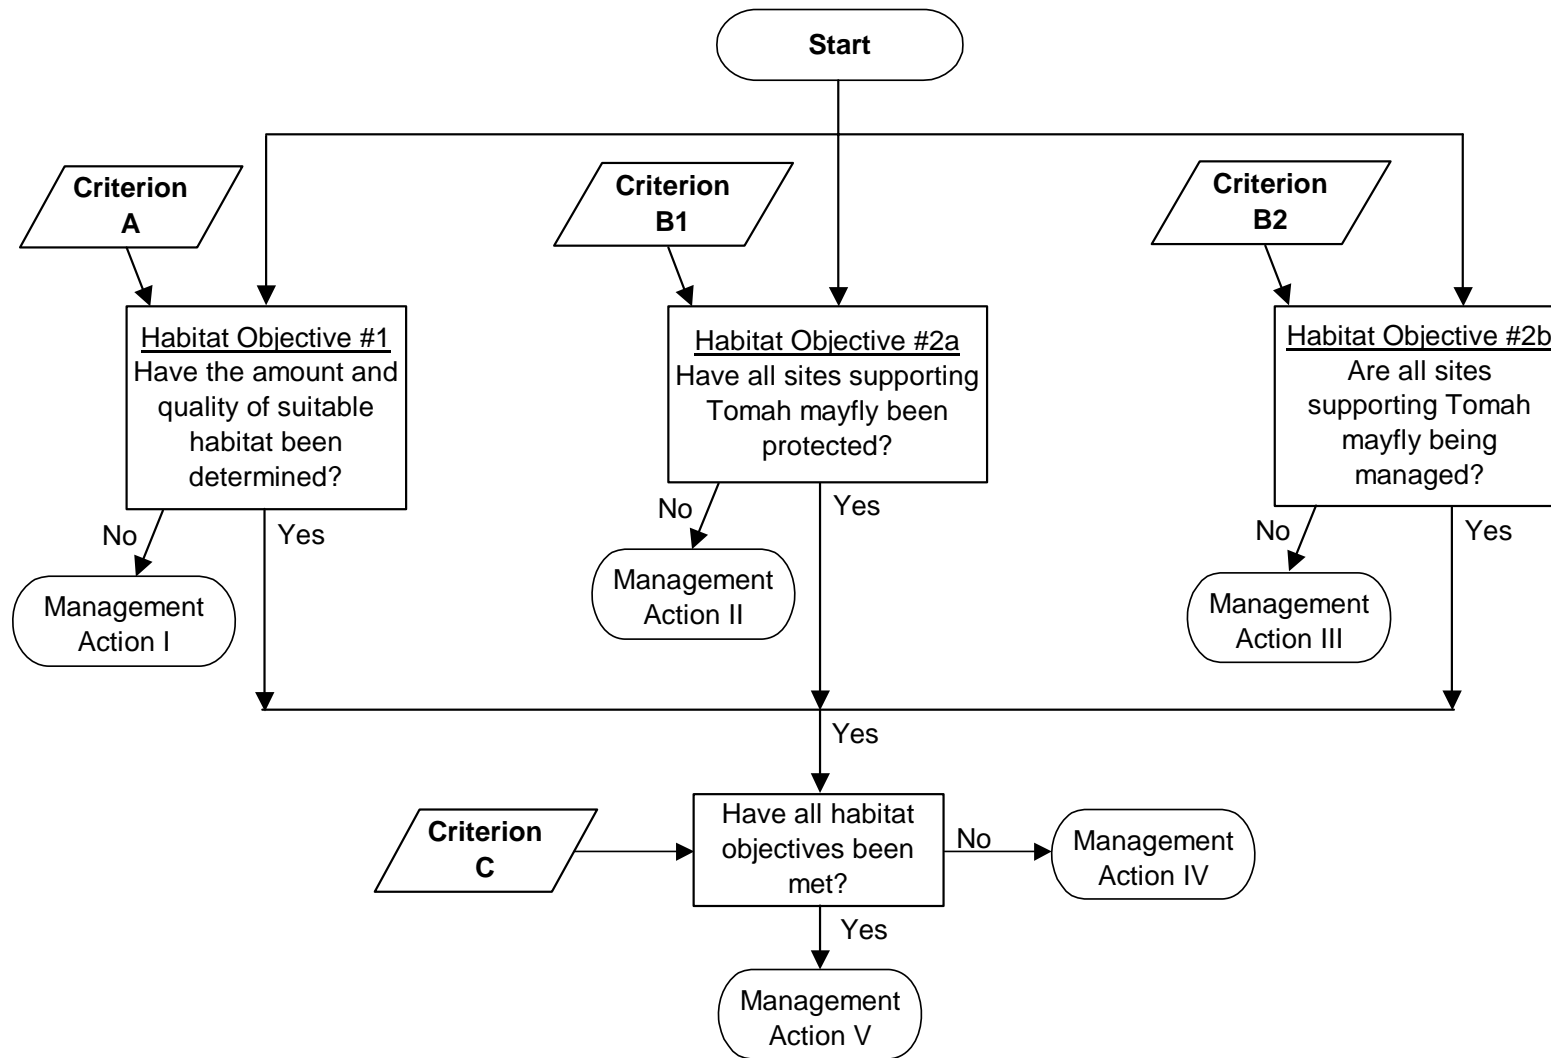 Start
Criterion
A
Criterion
B1
Criterion
B2
Habitat Objective #1
Have the amount and
quality of suitable
habitat been
determined?
Habitat Objective #2a
Have all sites supporting
Tomah mayfly been
protected?
Habitat Objective #2b
Are all sites
supporting Tomah
mayfly being
managed?
No
Yes
No
Yes
No
Yes
Management
Action I
Management
Action II
Management
Action III
Yes
Criterion
C
Have all habitat
objectives been
met?
No
Management
Action IV
Yes
Management
Action V